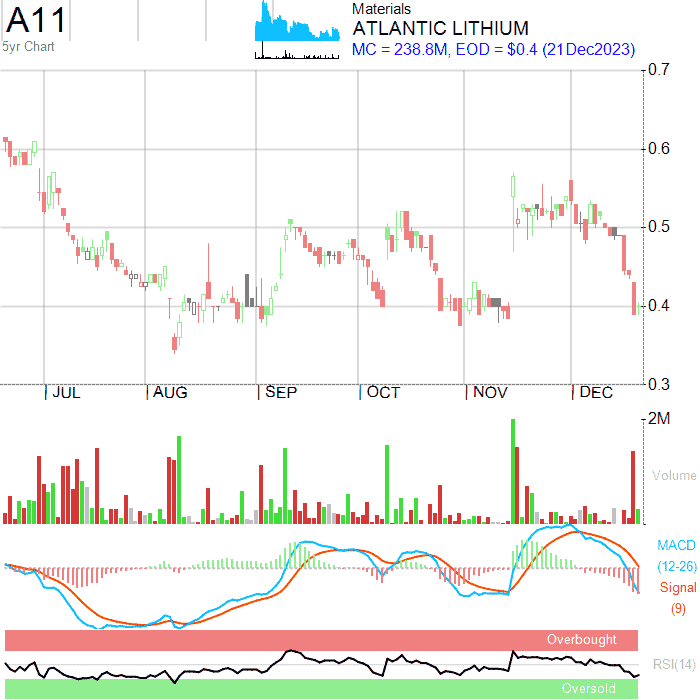 A11
5yr Chart
Materials
ATLANTIC LITHIUM
MC = 238.8M, EOD = $0.4 (21Dec2023)
0.7
0.6
0.5
0.4
0.3
JUL AUG SEP OCT NOV DEC
2M
Volume
MACD
(12-26)
Signal
(9)
Overbought
RSI(14)
Oversold